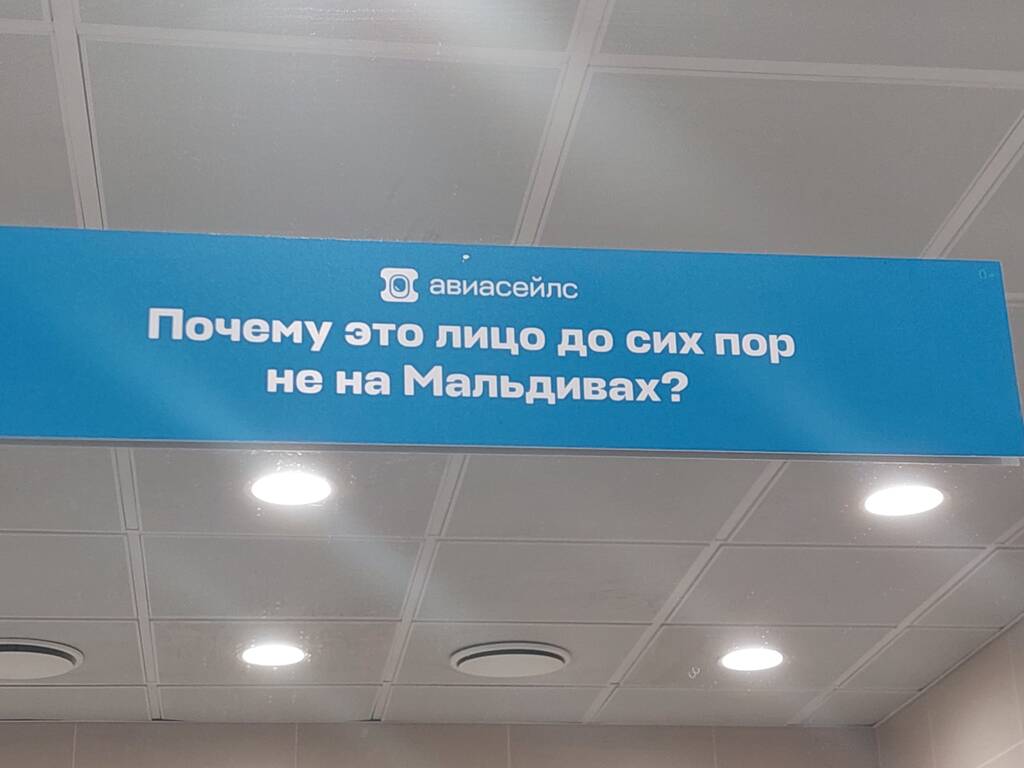 авиасейлс
Почему это лицо до сих пор
не на Мальдивах?